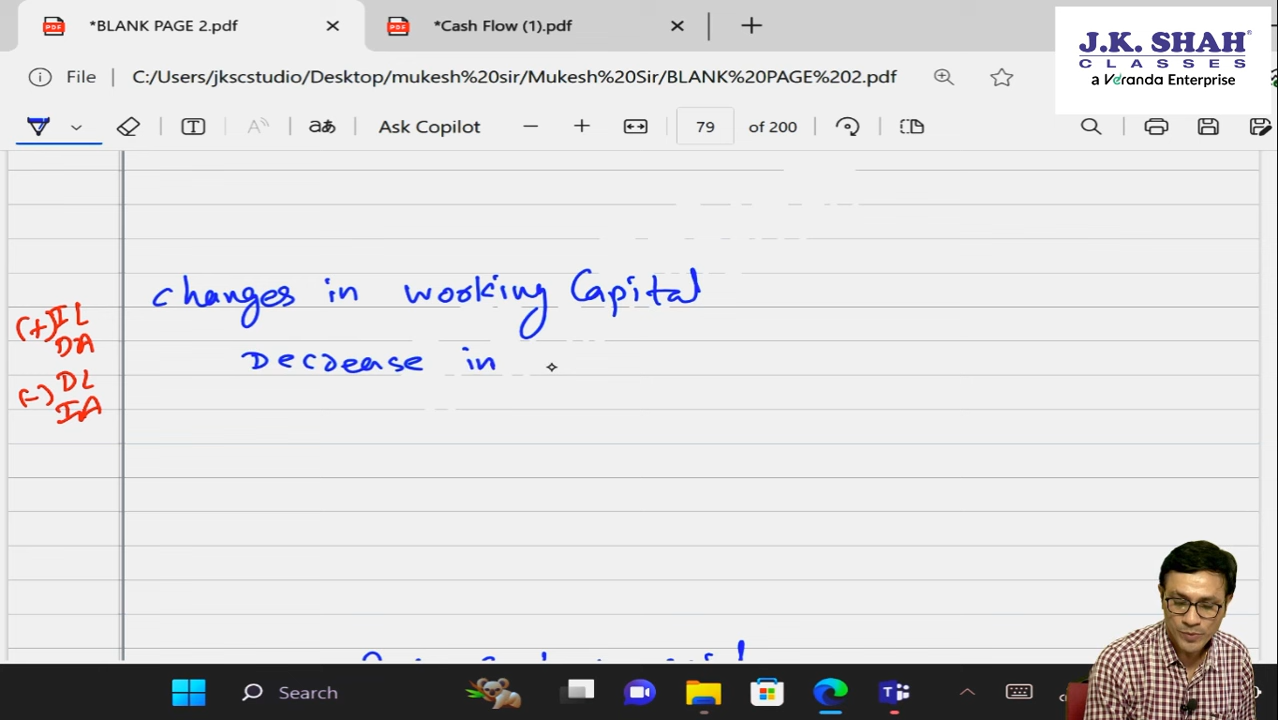 *BLANK PAGE 2.pdf
*Cash Flow (1).pdf
J.K. SHAH®
CLASSES
a Veranda Enterprise
File C:/Users/jkscstudio/Desktop/mukesh%20sir/Mukesh%20Sir/BLANK%20PAGE%202.pdf
aあ Ask Copilot 79 of 200
changes in working Capital
(+) IL
DA
Decrease in
(-) DL
IA
Search